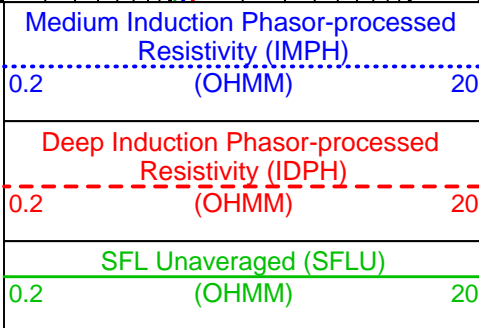 Medium Induction Phasor-processed
Resistivity (IMPH)
0.2 (OHMM) 20
Deep Induction Phasor-processed
Resistivity (IDPH)
0.2 (OHMM) 20
SFL Unaveraged (SFLU)
0.2 (OHMM) 20